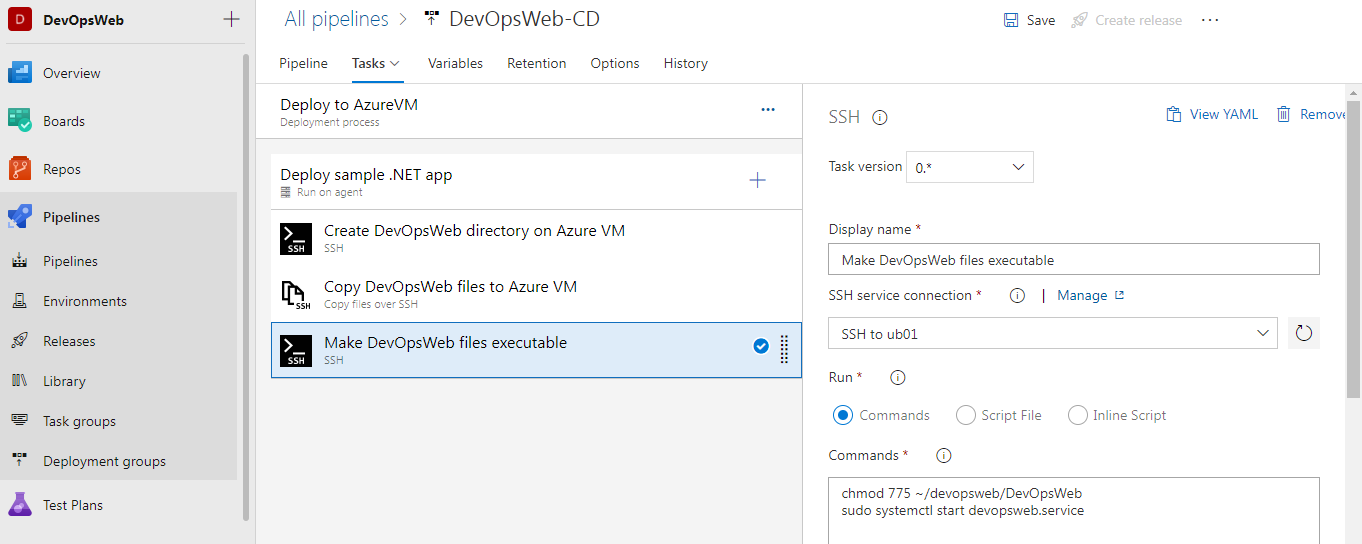 D DevOpsWeb
Overview
Boards
Repos
Pipelines
Pipelines
Environments
Releases
Library
Task groups
Deployment groups
Test Plans
All pipelines > DevOpsWeb-CD
Save
Create release
Pipeline
Tasks
Variables
Retention
Options
History
Deploy to AzureVM
Deployment process
Deploy sample .NET app
Run on agent
Create DevOpsWeb directory on Azure VM
SSH
SSH
Copy DevOpsWeb files to Azure VM
SSH
Copy files over SSH
Make DevOpsWeb files executable
SSH
SSH
SSH
View YAML
Remove
Task version 0.*
Display name *
Make DevOpsWeb files executable
SSH service connection * | Manage
SSH to ub01
Run *
Commands
Script File
Inline Script
Commands *
chmod 775 ~/devopsweb/DevOpsWeb
sudo systemctl start devopsweb.service